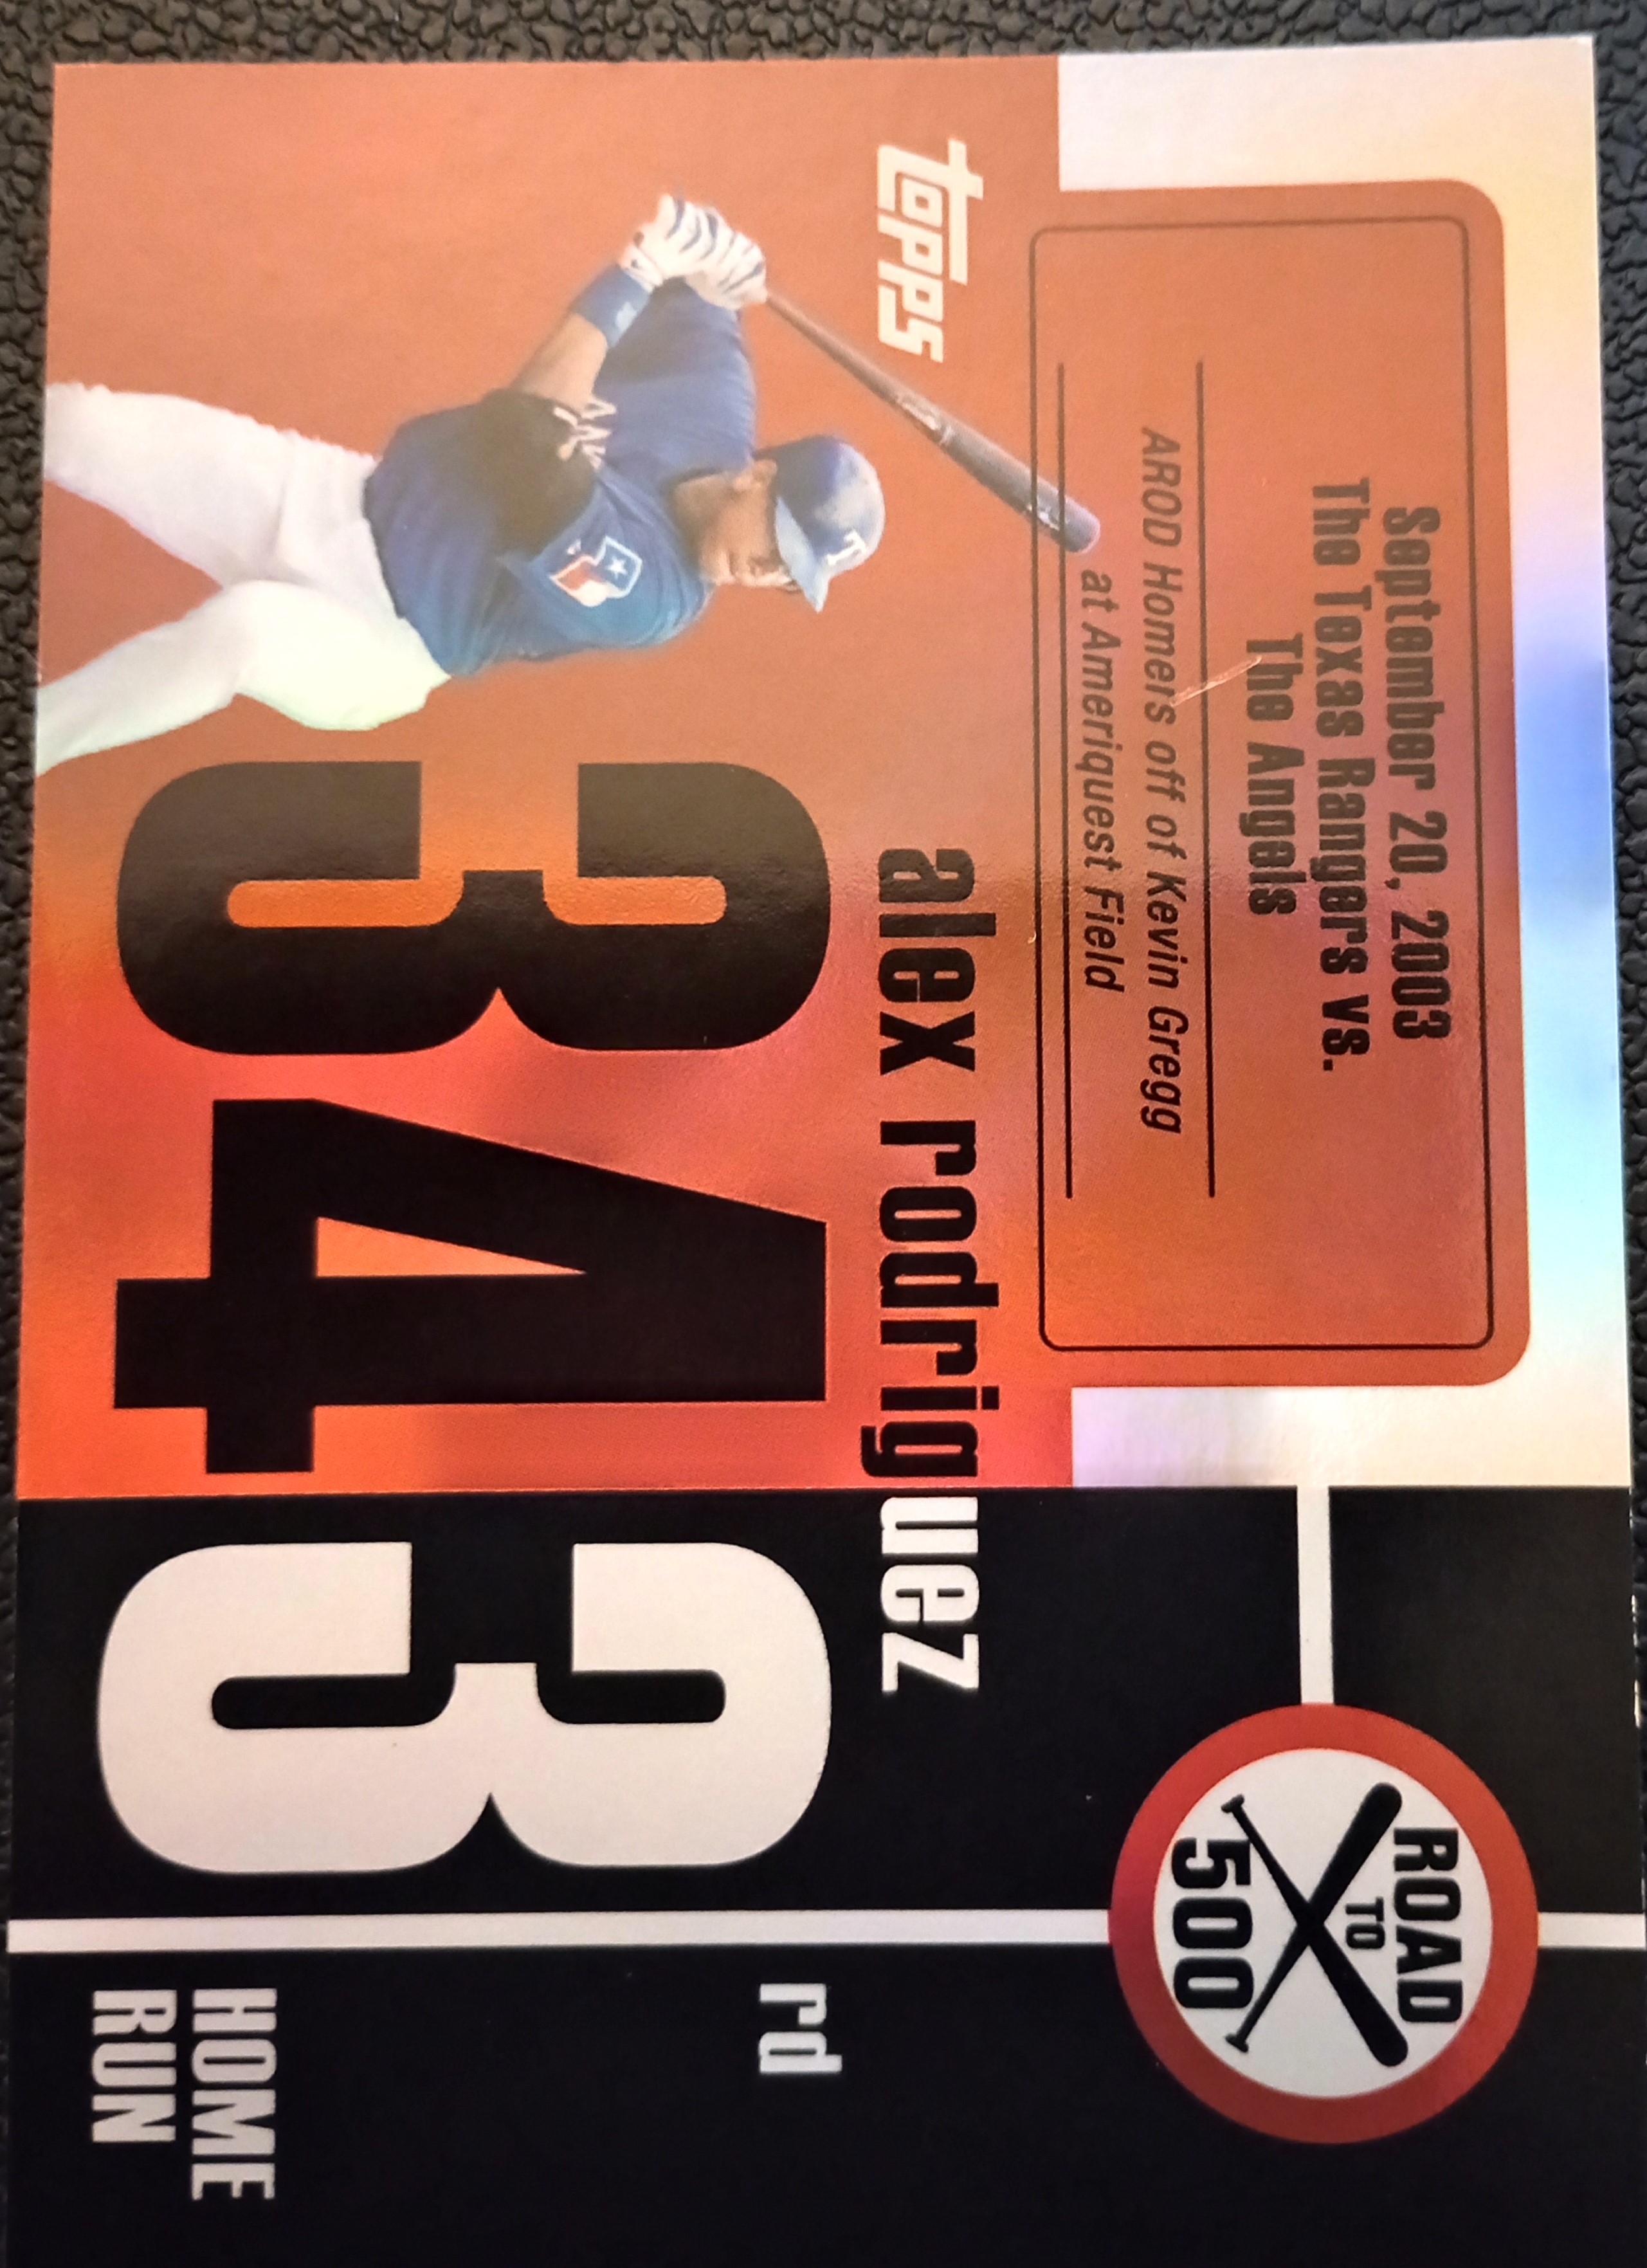 September 20, 2003
The Texas Rangers vs.
The Angels
AROD Homers off of Kevin Gregg
at Ameriquest Field
topps
alex rodriguez
343
rd
HOME
RUN
ROAD
TO
500
T